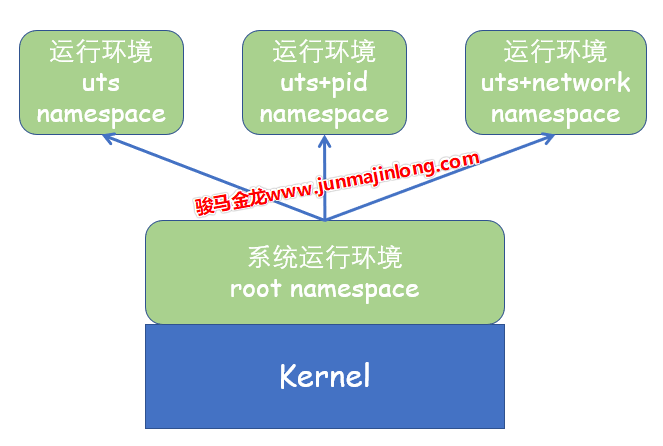 运行环境
uts
namespace
运行环境
uts+pid
namespace
运行环境
uts+network
namespace
骏马金龙www.junmajinlong.com
系统运行环境
root namespace
Kernel